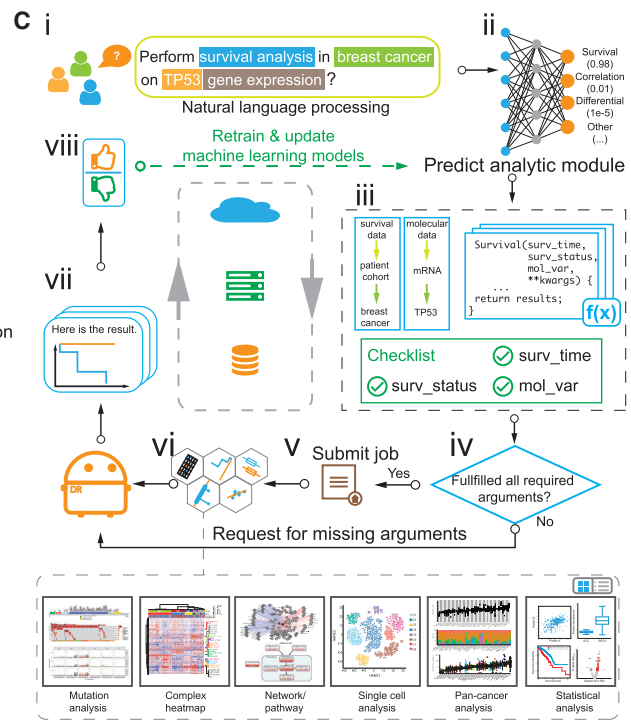 C
i
Perform survival analysis in breast cancer
on TP53 gene expression ?
?
Natural language processing
ii
Survival
(0.98)
Correlation
(0.01)
Differential
(1e-5)
Other
(...)
Predict analytic module
viii
Retrain & update
machine learning models
iii
survival
data
patient
cohort
breast
cancer
molecular
data
mRNA
TP53
Survival(surv_time,
surv_status,
mol_var,
**kwargs) {
...
return results;
}
f(x)
Checklist
surv_time
surv_status
mol_var
vii
Here is the result.
on
vi
DR
v
Submit job
Yes
iv
Fullfilled all required
arguments?
No
Request for missing arguments
Mutation
analysis
Complex
heatmap
Network/
pathway
Single cell
analysis
Pan-cancer
analysis
Statistical
analysis